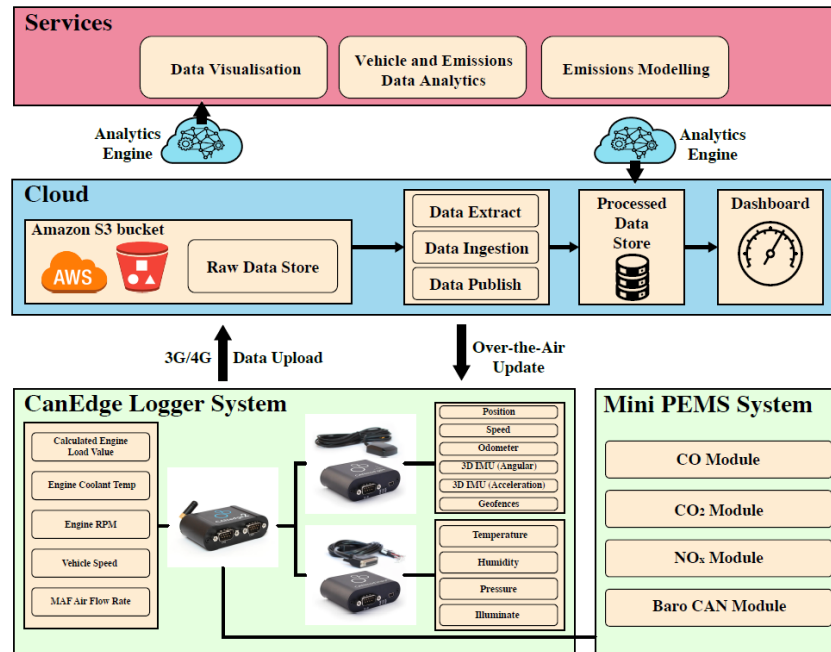 Services
Data Visualisation
Vehicle and Emissions
Data Analytics
Emissions Modelling
Analytics
Engine
Analytics
Engine
Cloud
Amazon S3 bucket
AWS
Raw Data Store
Data Extract
Data Ingestion
Data Publish
Processed
Data
Store
Dashboard
3G/4G
Data Upload
Over-the-Air
Update
CanEdge Logger System
Calculated Engine
Load Value
Engine Coolant Temp
Engine RPM
Vehicle Speed
MAF Air Flow Rate
Position
Speed
Odometer
3D IMU (Angular)
3D IMU (Acceleration)
Geofences
Temperature
Humidity
Pressure
Illuminate
Mini PEMS System
CO Module
CO₂ Module
NOₓ Module
Baro CAN Module